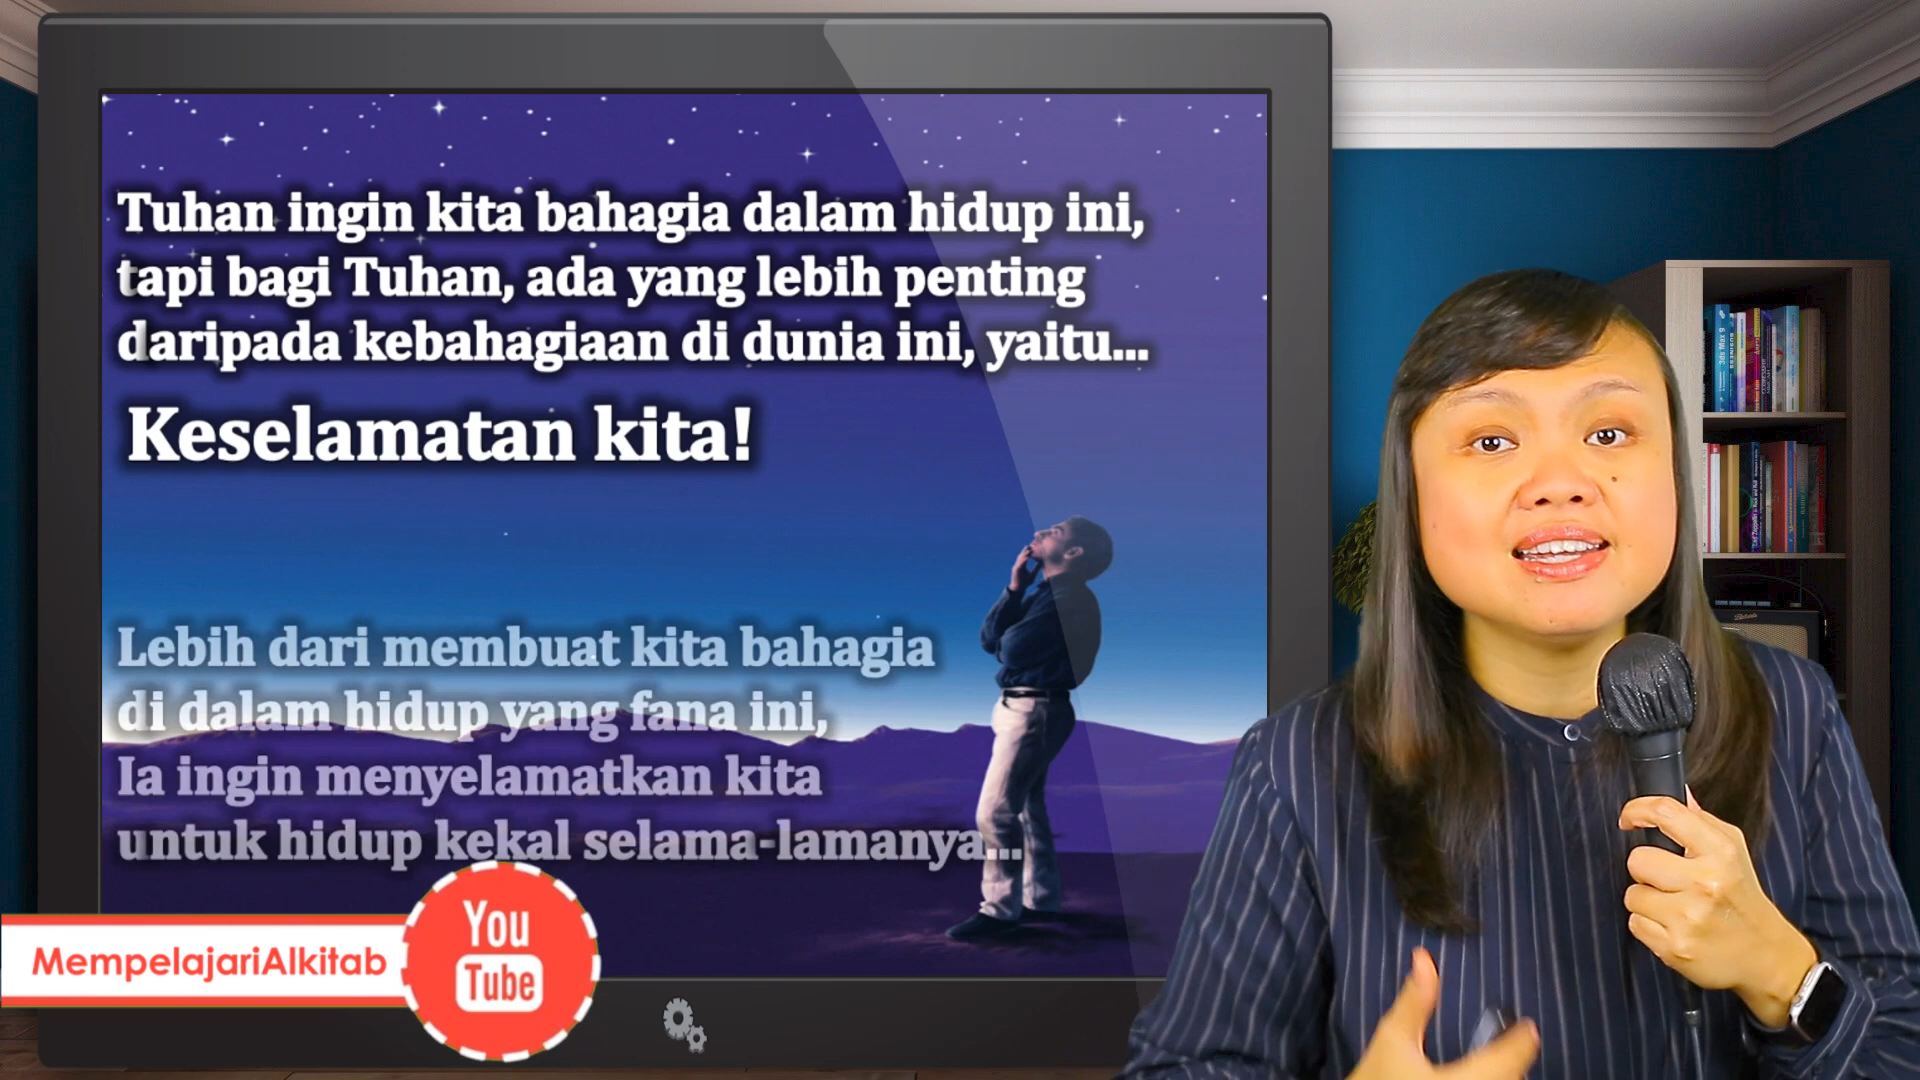 Tuhan ingin kita bahagia dalam hidup ini,
tapi bagi Tuhan, ada yang lebih penting
daripada kebahagiaan di dunia ini, yaitu...
Keselamatan kita!
Lebih dari membuat kita bahagia
di dalam hidup yang fana ini,
Ia ingin menyelamatkan kita
untuk hidup kekal selama-lamanya...
MempelajariAlkitab
You
Tube